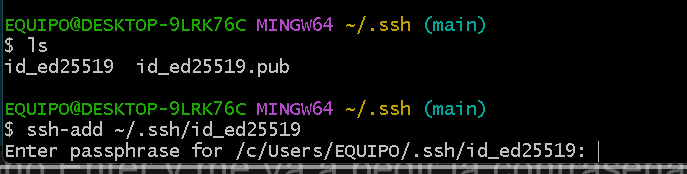 EQUIPO@DESKTOP-9LRK76C MINGW64 ~/.ssh (main)
$ ls
id_ed25519  id_ed25519.pub
EQUIPO@DESKTOP-9LRK76C MINGW64 ~/.ssh (main)
$ ssh-add ~/.ssh/id_ed25519
Enter passphrase for /c/Users/EQUIPO/.ssh/id_ed25519: